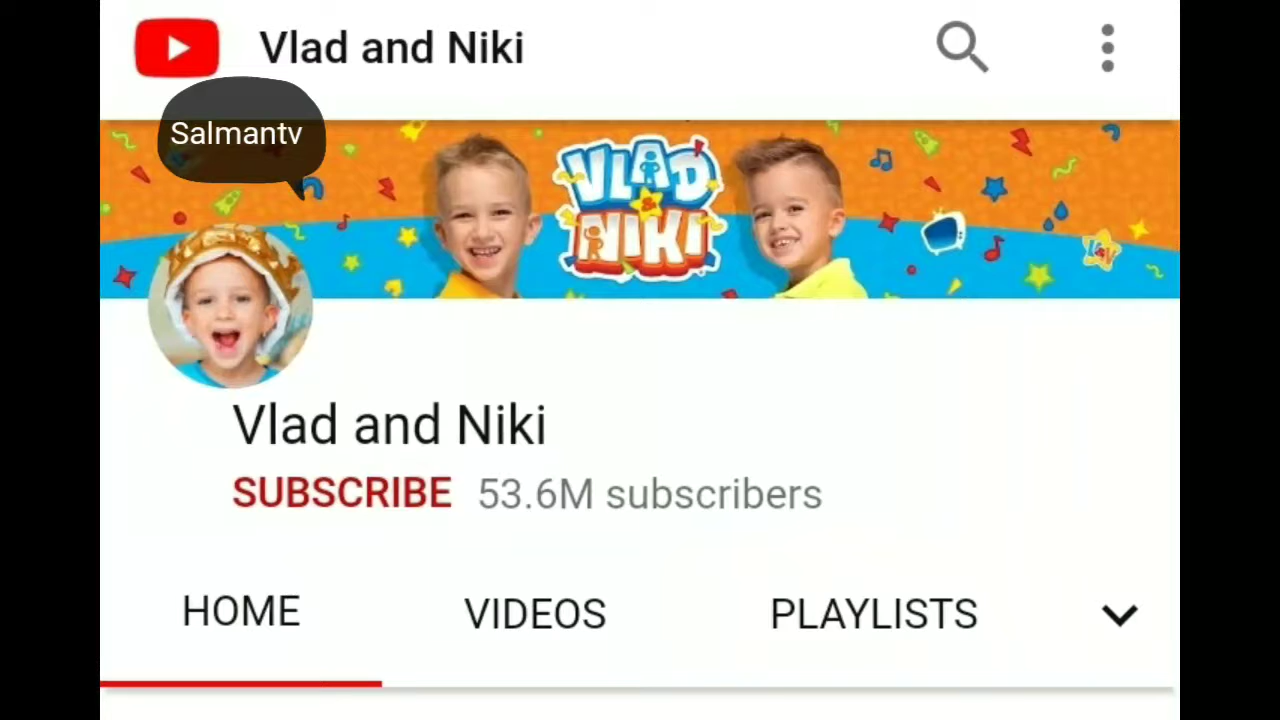 Vlad and Niki
Salmantv
VLAD
&
NIKI
V&N
Vlad and Niki
SUBSCRIBE 53.6M subscribers
HOME VIDEOS PLAYLISTS